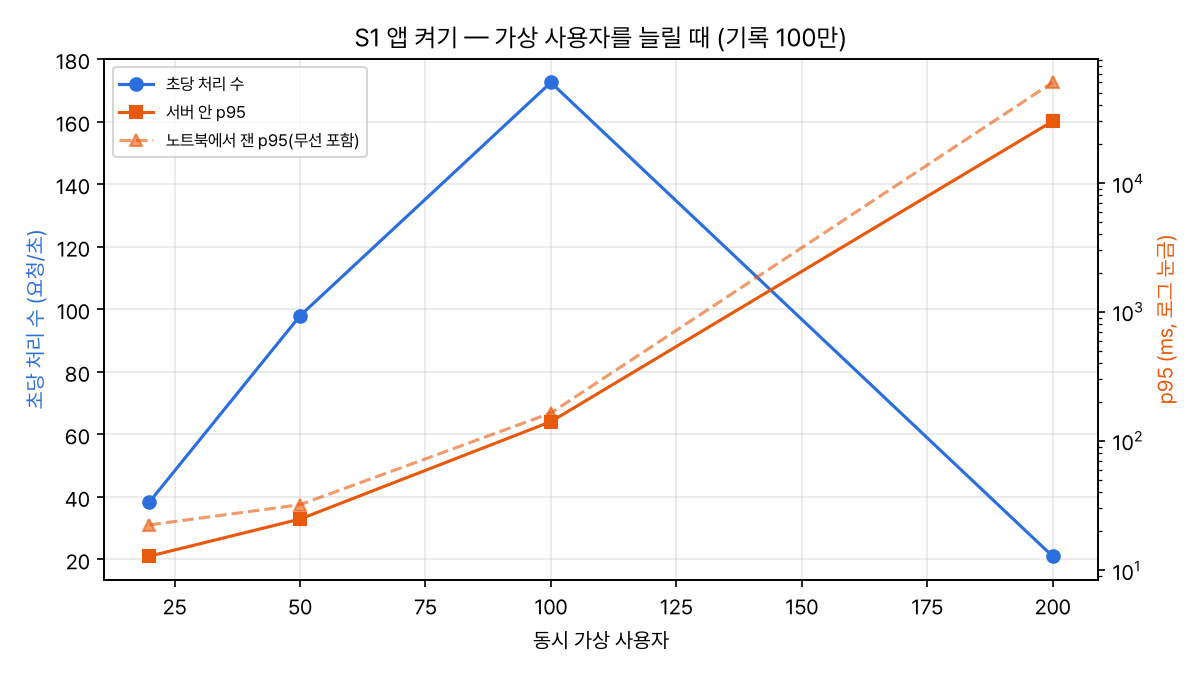 S1 앱 켜기 — 가상 사용자를 늘릴 때 (기록 100만)
초당 처리 수
서버 안 p95
노트북에서 잰 p95(무선 포함)
초당 처리 수 (요청/초)
180
160
140
120
100
80
60
40
20
10⁴
10³
10²
10¹
p95 (ms, 로그 눈금)
25 50 75 100 125 150 175 200
동시 가상 사용자